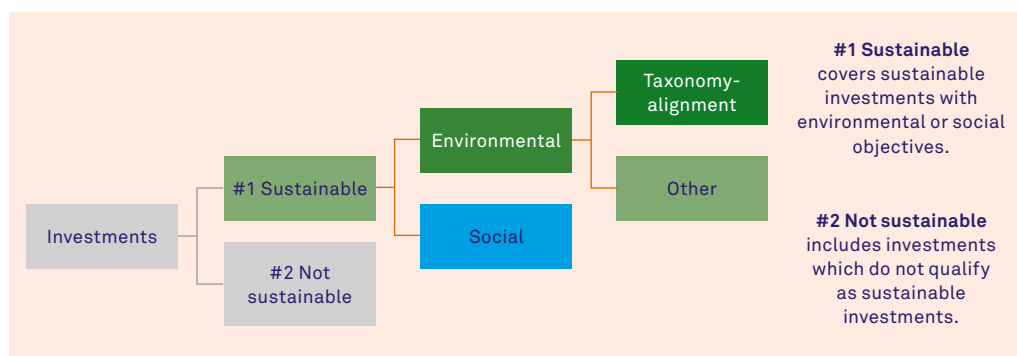 Investments
#1 Sustainable
#2 Not
sustainable
Environmental
Social
Taxonomy-
alignment
Other
#1 Sustainable
covers sustainable
investments with
environmental or social
objectives.
#2 Not sustainable
includes investments
which do not qualify
as sustainable
investments.